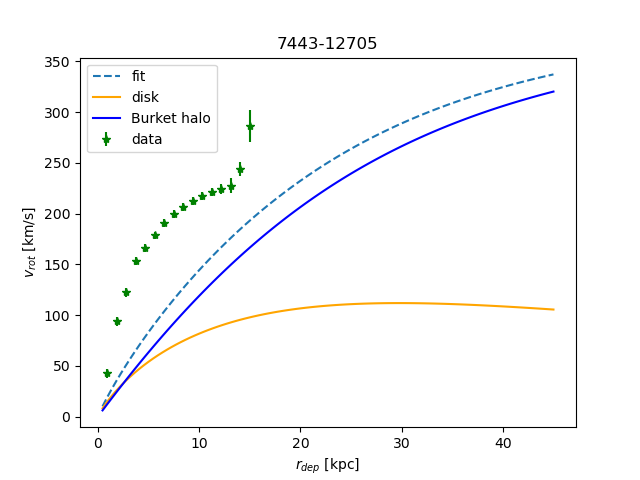 7443-12705
350
300
250
200
150
100
50
0
v_rot [km/s]
fit
disk
Burket halo
data
0 10 20 30 40
r_dep [kpc]